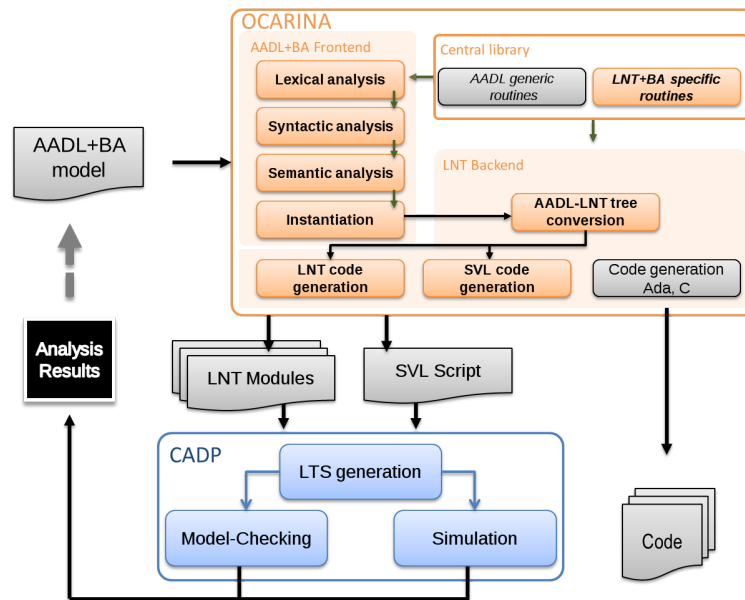 OCARINA
AADL+BA Frontend
Central library
Lexical analysis
AADL generic
routines
LNT+BA specific
routines
Syntactic analysis
AADL+BA
model
Semantic analysis
LNT Backend
Instantiation
AADL-LNT tree
conversion
LNT code
generation
SVL code
generation
Code generation
Ada, C
Analysis
Results
LNT Modules
SVL Script
CADP
LTS generation
Model-Checking
Simulation
Code